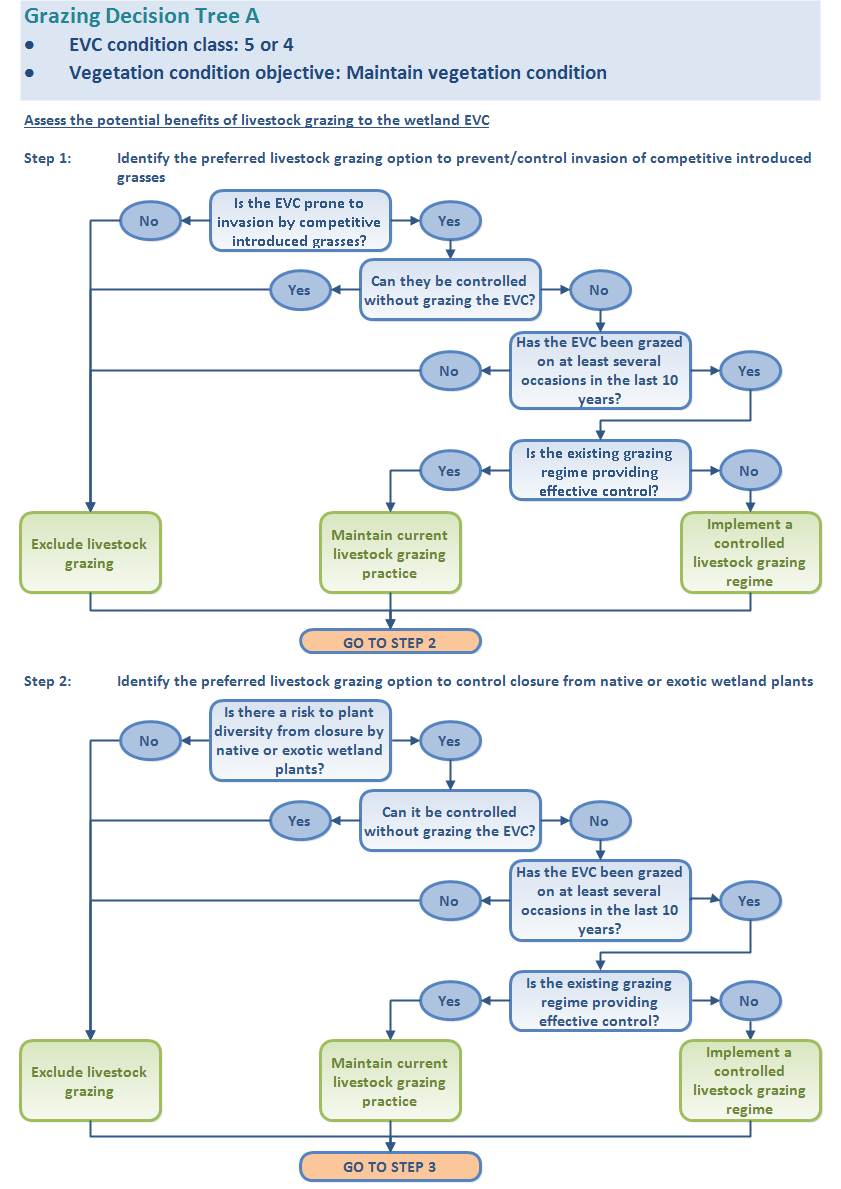 Grazing Decision Tree A
• EVC condition class: 5 or 4
• Vegetation condition objective: Maintain vegetation condition
Assess the potential benefits of livestock grazing to the wetland EVC
Step 1: Identify the preferred livestock grazing option to prevent/control invasion of competitive introduced
grasses
Is the EVC prone to
invasion by competitive
introduced grasses?
No
Yes
Can they be controlled
without grazing the EVC?
Yes
No
Has the EVC been grazed
on at least several
occasions in the last 10
years?
No
Yes
Is the existing grazing
regime providing
effective control?
Yes
No
Exclude livestock
grazing
Maintain current
livestock grazing
practice
Implement a
controlled
livestock grazing
regime
GO TO STEP 2
Step 2: Identify the preferred livestock grazing option to control closure from native or exotic wetland plants
Is there a risk to plant
diversity from closure by
native or exotic wetland
plants?
No
Yes
Can it be controlled
without grazing the EVC?
Yes
No
Has the EVC been grazed
on at least several
occasions in the last 10
years?
No
Yes
Is the existing grazing
regime providing
effective control?
Yes
No
Exclude livestock
grazing
Maintain current
livestock grazing
practice
Implement a
controlled
livestock grazing
regime
GO TO STEP 3